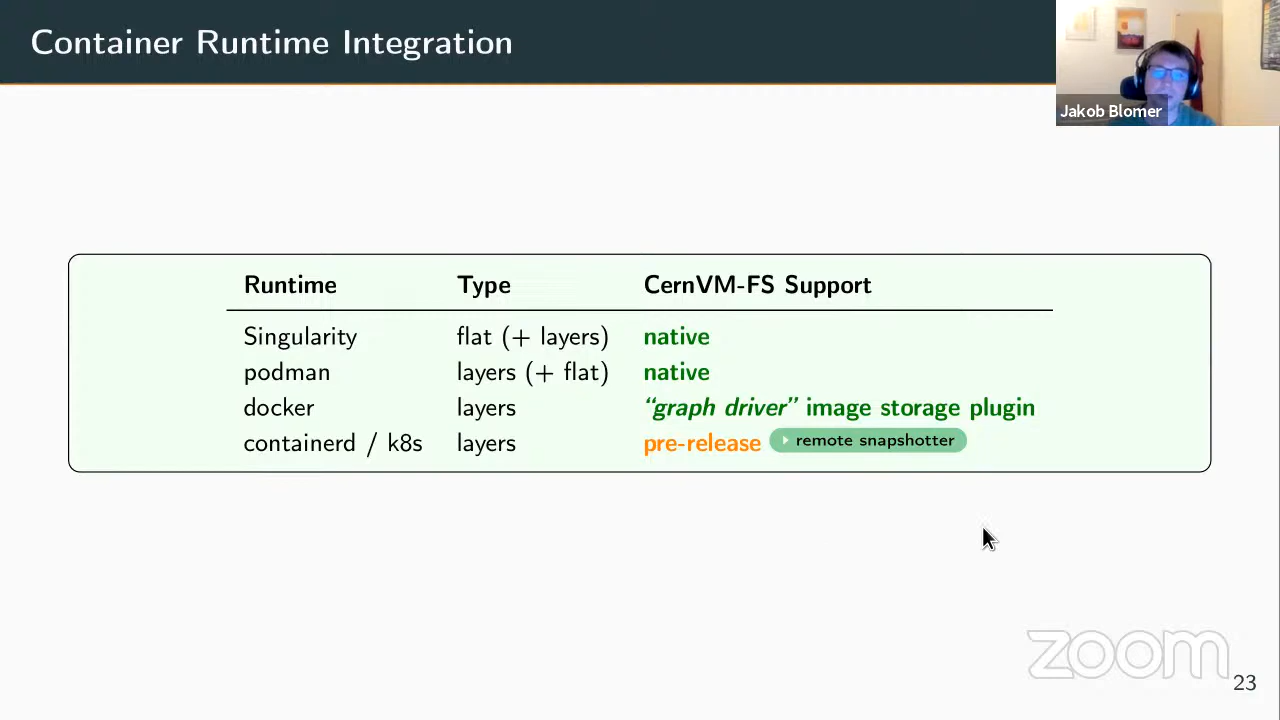 Container Runtime Integration
Jakob Blomer
Runtime Type CernVM-FS Support
Singularity flat (+ layers) native
podman layers (+ flat) native
docker layers “graph driver” image storage plugin
containerd / k8s layers pre-release remote snapshotter
zoom
23